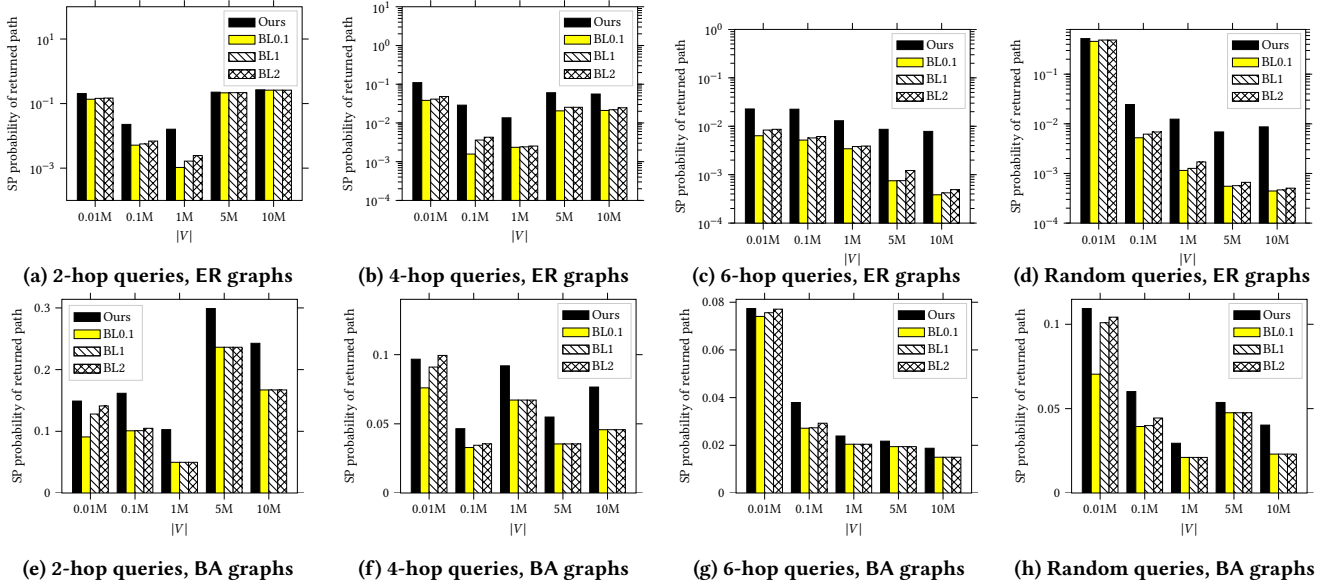 SP probability of returned path
10^1
10^−1
10^−3
0.01M 0.1M 1M 5M 10M
|V|
Ours
BL0.1
BL1
BL2
(a) 2-hop queries, ER graphs
SP probability of returned path
10^1
10^0
10^−1
10^−2
10^−3
10^−4
0.01M 0.1M 1M 5M 10M
|V|
Ours
BL0.1
BL1
BL2
(b) 4-hop queries, ER graphs
SP probability of returned path
10^0
10^−1
10^−2
10^−3
10^−4
0.01M 0.1M 1M 5M 10M
|V|
Ours
BL0.1
BL1
BL2
(c) 6-hop queries, ER graphs
SP probability of returned path
10^−1
10^−2
10^−3
10^−4
0.01M 0.1M 1M 5M 10M
|V|
Ours
BL0.1
BL1
BL2
(d) Random queries, ER graphs
SP probability of returned path
0.3
0.2
0.1
0
0.01M 0.1M 1M 5M 10M
|V|
Ours
BL0.1
BL1
BL2
(e) 2-hop queries, BA graphs
SP probability of returned path
0.1
0.05
0
0.01M 0.1M 1M 5M 10M
|V|
Ours
BL0.1
BL1
BL2
(f) 4-hop queries, BA graphs
SP probability of returned path
0.08
0.06
0.04
0.02
0
0.01M 0.1M 1M 5M 10M
|V|
Ours
BL0.1
BL1
BL2
(g) 6-hop queries, BA graphs
SP probability of returned path
0.1
0.05
0
0.01M 0.1M 1M 5M 10M
|V|
Ours
BL0.1
BL1
BL2
(h) Random queries, BA graphs